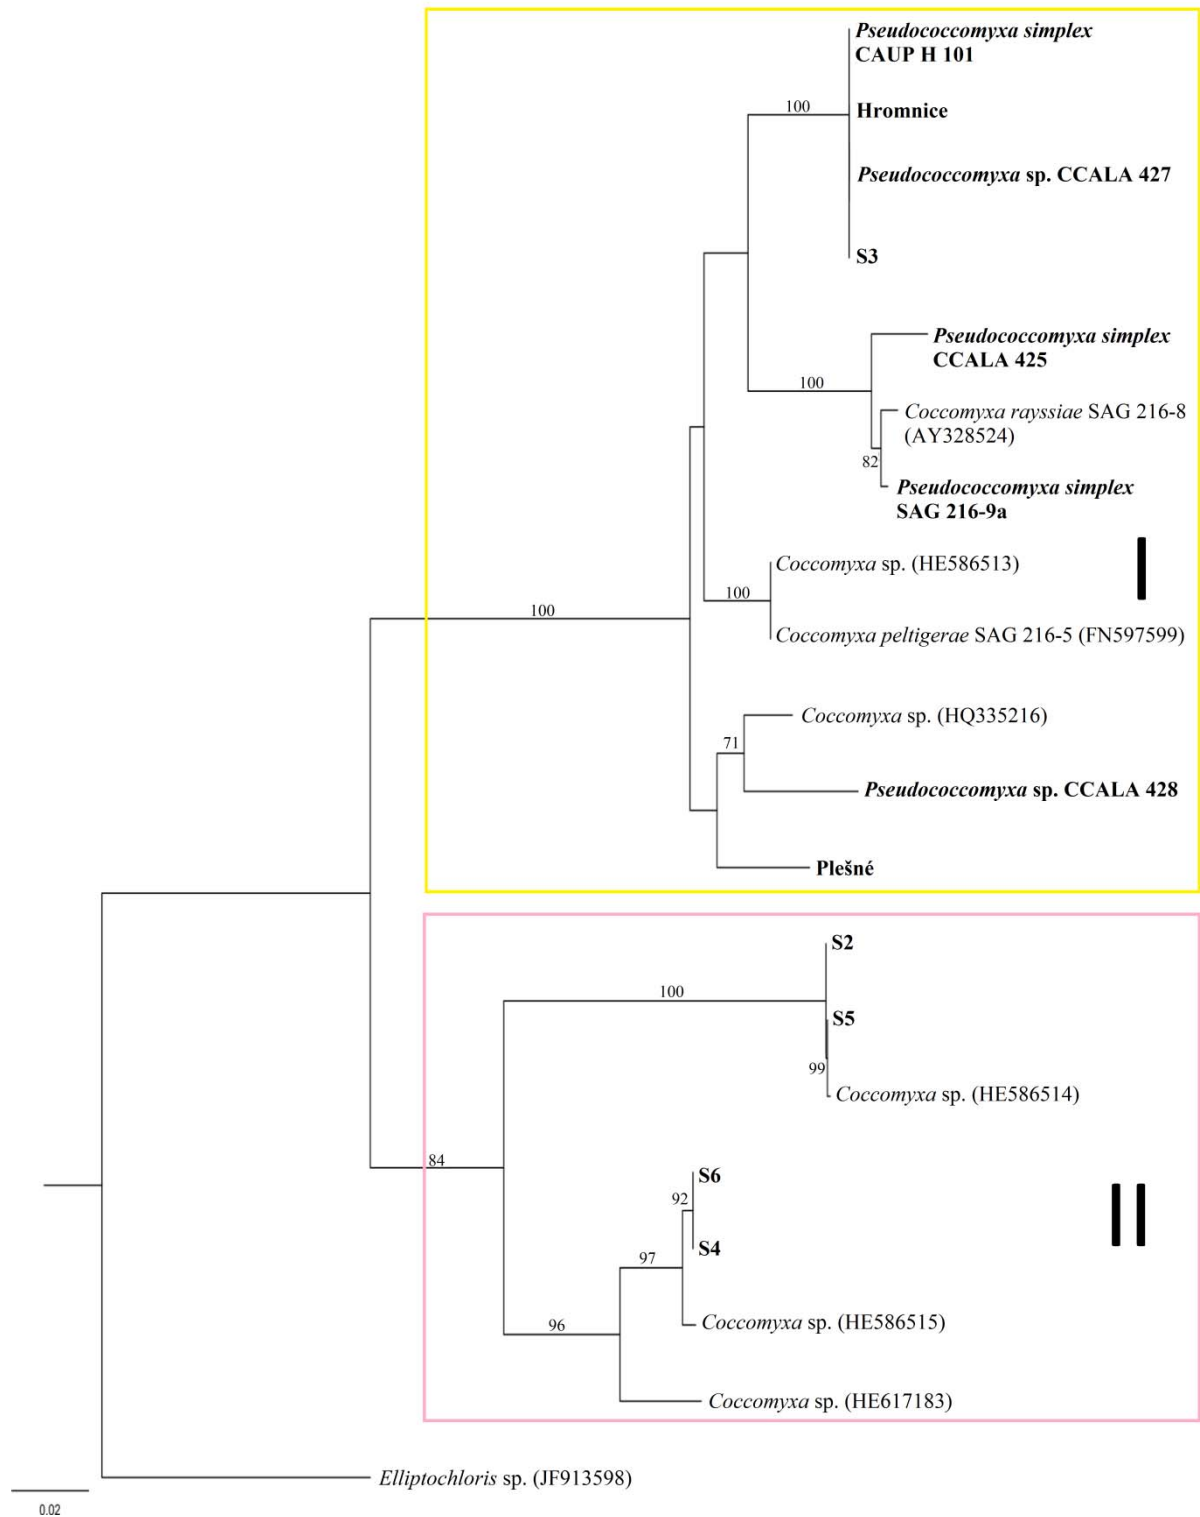 Pseudococcomyxa simplex
CAUP H 101
100
Hromnice
Pseudococcomyxa sp. CCALA 427
S3
Pseudococcomyxa simplex
CCALA 425
100
Coccomyxa rayssiae SAG 216-8
(AY328524)
82
Pseudococcomyxa simplex
SAG 216-9a
I
Coccomyxa sp. (HE586513)
100
100
Coccomyxa peltigerae SAG 216-5 (FN597599)
Coccomyxa sp. (HQ335216)
71
Pseudococcomyxa sp. CCALA 428
Plešné
S2
100
S5
99
Coccomyxa sp. (HE586514)
84
S6
92
II
S4
97
Coccomyxa sp. (HE586515)
96
Coccomyxa sp. (HE617183)
Elliptochloris sp. (JF913598)
0.02